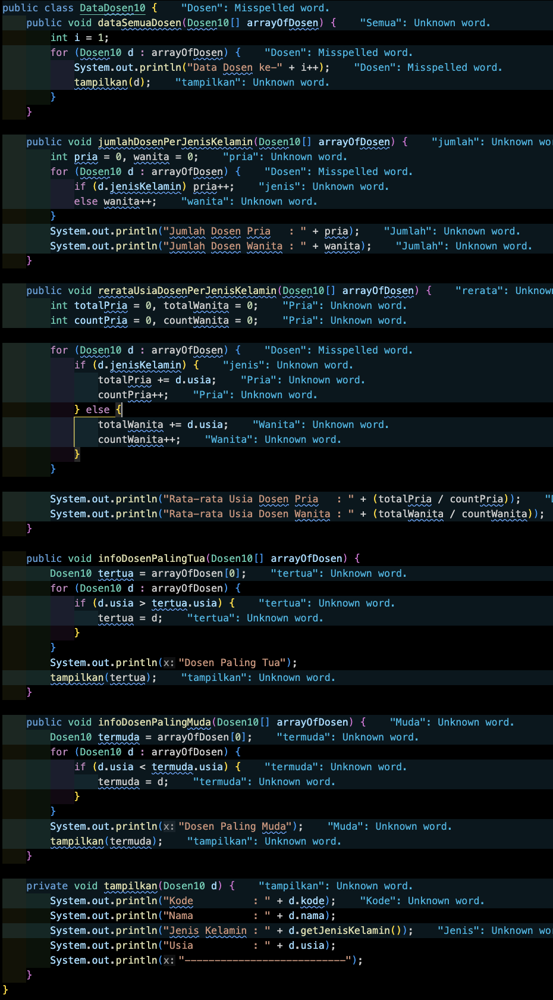 public class DataDosen10 {    "Dosen": Misspelled word.
    public void dataSemuaDosen(Dosen10[] arrayOfDosen) {    "Semua": Unknown word.
        int i = 1;
        for (Dosen10 d : arrayOfDosen) {    "Dosen": Misspelled word.
            System.out.println("Data Dosen ke-" + i++);    "Dosen": Misspelled word.
            tampilkan(d);    "tampilkan": Unknown word.
        }
    }

    public void jumlahDosenPerJenisKelamin(Dosen10[] arrayOfDosen) {    "jumlah": Unknown wo
        int pria = 0, wanita = 0;    "pria": Unknown word.
        for (Dosen10 d : arrayOfDosen) {    "Dosen": Misspelled word.
            if (d.jenisKelamin) pria++;    "jenis": Unknown word.
            else wanita++;    "wanita": Unknown word.
        }
        System.out.println("Jumlah Dosen Pria   : " + pria);    "Jumlah": Unknown word.
        System.out.println("Jumlah Dosen Wanita : " + wanita);    "Jumlah": Unknown word.
    }

    public void rerataUsiaDosenPerJenisKelamin(Dosen10[] arrayOfDosen) {    "rerata": Unknow
        int totalPria = 0, totalWanita = 0;    "Pria": Unknown word.
        int countPria = 0, countWanita = 0;    "Pria": Unknown word.

        for (Dosen10 d : arrayOfDosen) {    "Dosen": Misspelled word.
            if (d.jenisKelamin) {    "jenis": Unknown word.
                totalPria += d.usia;    "Pria": Unknown word.
                countPria++;    "Pria": Unknown word.
            } else {
                totalWanita += d.usia;    "Wanita": Unknown word.
                countWanita++;    "Wanita": Unknown word.
            }
        }

        System.out.println("Rata-rata Usia Dosen Pria   : " + (totalPria / countPria));    "
        System.out.println("Rata-rata Usia Dosen Wanita : " + (totalWanita / countWanita));
    }

    public void infoDosenPalingTua(Dosen10[] arrayOfDosen) {
        Dosen10 tertua = arrayOfDosen[0];    "tertua": Unknown word.
        for (Dosen10 d : arrayOfDosen) {
            if (d.usia > tertua.usia) {    "tertua": Unknown word.
                tertua = d;    "tertua": Unknown word.
            }
        }
        System.out.println(x: "Dosen Paling Tua");
        tampilkan(tertua);    "tampilkan": Unknown word.
    }

    public void infoDosenPalingMuda(Dosen10[] arrayOfDosen) {    "Muda": Unknown word.
        Dosen10 termuda = arrayOfDosen[0];    "termuda": Unknown word.
        for (Dosen10 d : arrayOfDosen) {
            if (d.usia < termuda.usia) {    "termuda": Unknown word.
                termuda = d;    "termuda": Unknown word.
            }
        }
        System.out.println(x: "Dosen Paling Muda");    "Muda": Unknown word.
        tampilkan(termuda);    "tampilkan": Unknown word.
    }

    private void tampilkan(Dosen10 d) {    "tampilkan": Unknown word.
        System.out.println("Kode          : " + d.kode);    "Kode": Unknown word.
        System.out.println("Nama          : " + d.nama);
        System.out.println("Jenis Kelamin : " + d.getJenisKelamin());    "Jenis": Unknown wo
        System.out.println("Usia          : " + d.usia);
        System.out.println(x: "---------------------------");
    }
}